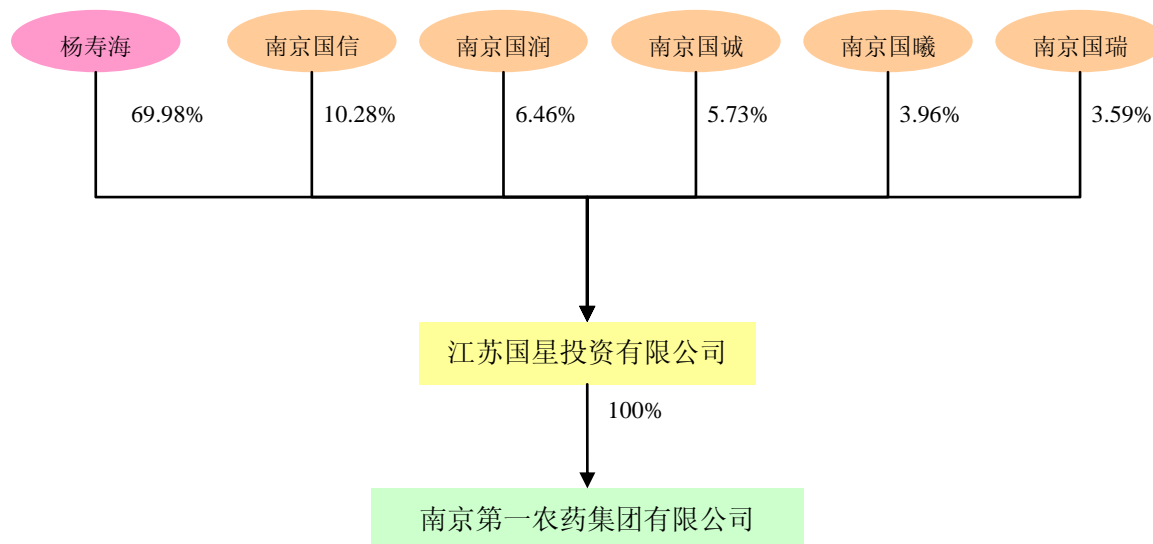 杨寿海
南京国信
南京国润
南京国诚
南京国曦
南京国瑞
69.98%
10.28%
6.46%
5.73%
3.96%
3.59%
江苏国星投资有限公司
100%
南京第一农药集团有限公司